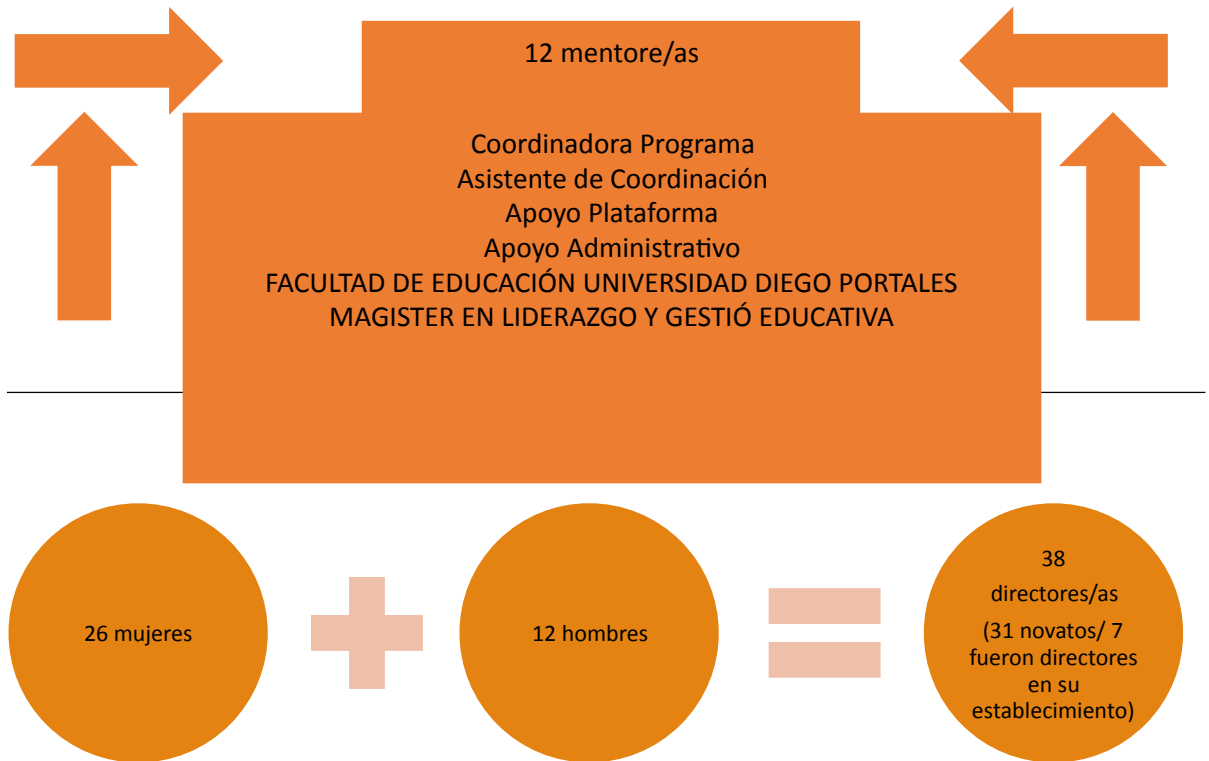 12 mentore/as
Coordinadora Programa
Asistente de Coordinación
Apoyo Plataforma
Apoyo Administrativo
FACULTAD DE EDUCACIÓN UNIVERSIDAD DIEGO PORTALES
MAGISTER EN LIDERAZGO Y GESTIÓ EDUCATIVA
26 mujeres
12 hombres
38
directores/as
(31 novatos/ 7
fueron directores
en su
establecimiento)